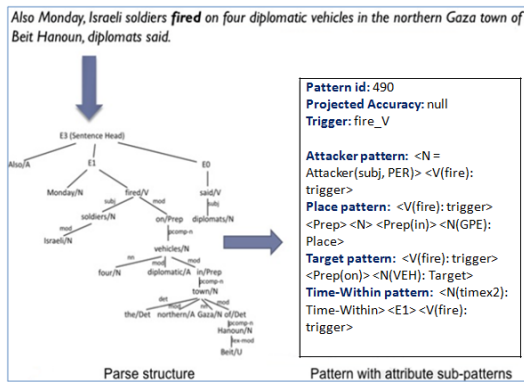 Also Monday, Israeli soldiers fired on four diplomatic vehicles in the northern Gaza town of
Beit Hanoun, diplomats said.
E3 (Sentence Head)
Also/A E1 E0
Monday/N fired/V said/V
subj mod subj
soldiers/N on/Prep diplomats/N
mod pcomp-n
Israeli/N vehicles/N
nn mod mod
four/N diplomatic/A in/Prep
pcomp-n
town/N
det mod nn mod
the/Det northern/A Gaza/N of/Det
pcomp-n
Hanoun/N
lex-mod
Beit/U
Parse structure
Pattern id: 490
Projected Accuracy: null
Trigger: fire_V
Attacker pattern: <N =
Attacker(subj, PER)> <V(fire):
trigger>
Place pattern: <V(fire): trigger>
<Prep> <N> <Prep(in)> <N(GPE):
Place>
Target pattern: <V(fire): trigger>
<Prep(on)> <N(VEH): Target>
Time-Within pattern: <N(timex2):
Time-Within> <E1> <V(fire):
trigger>
Pattern with attribute sub-patterns